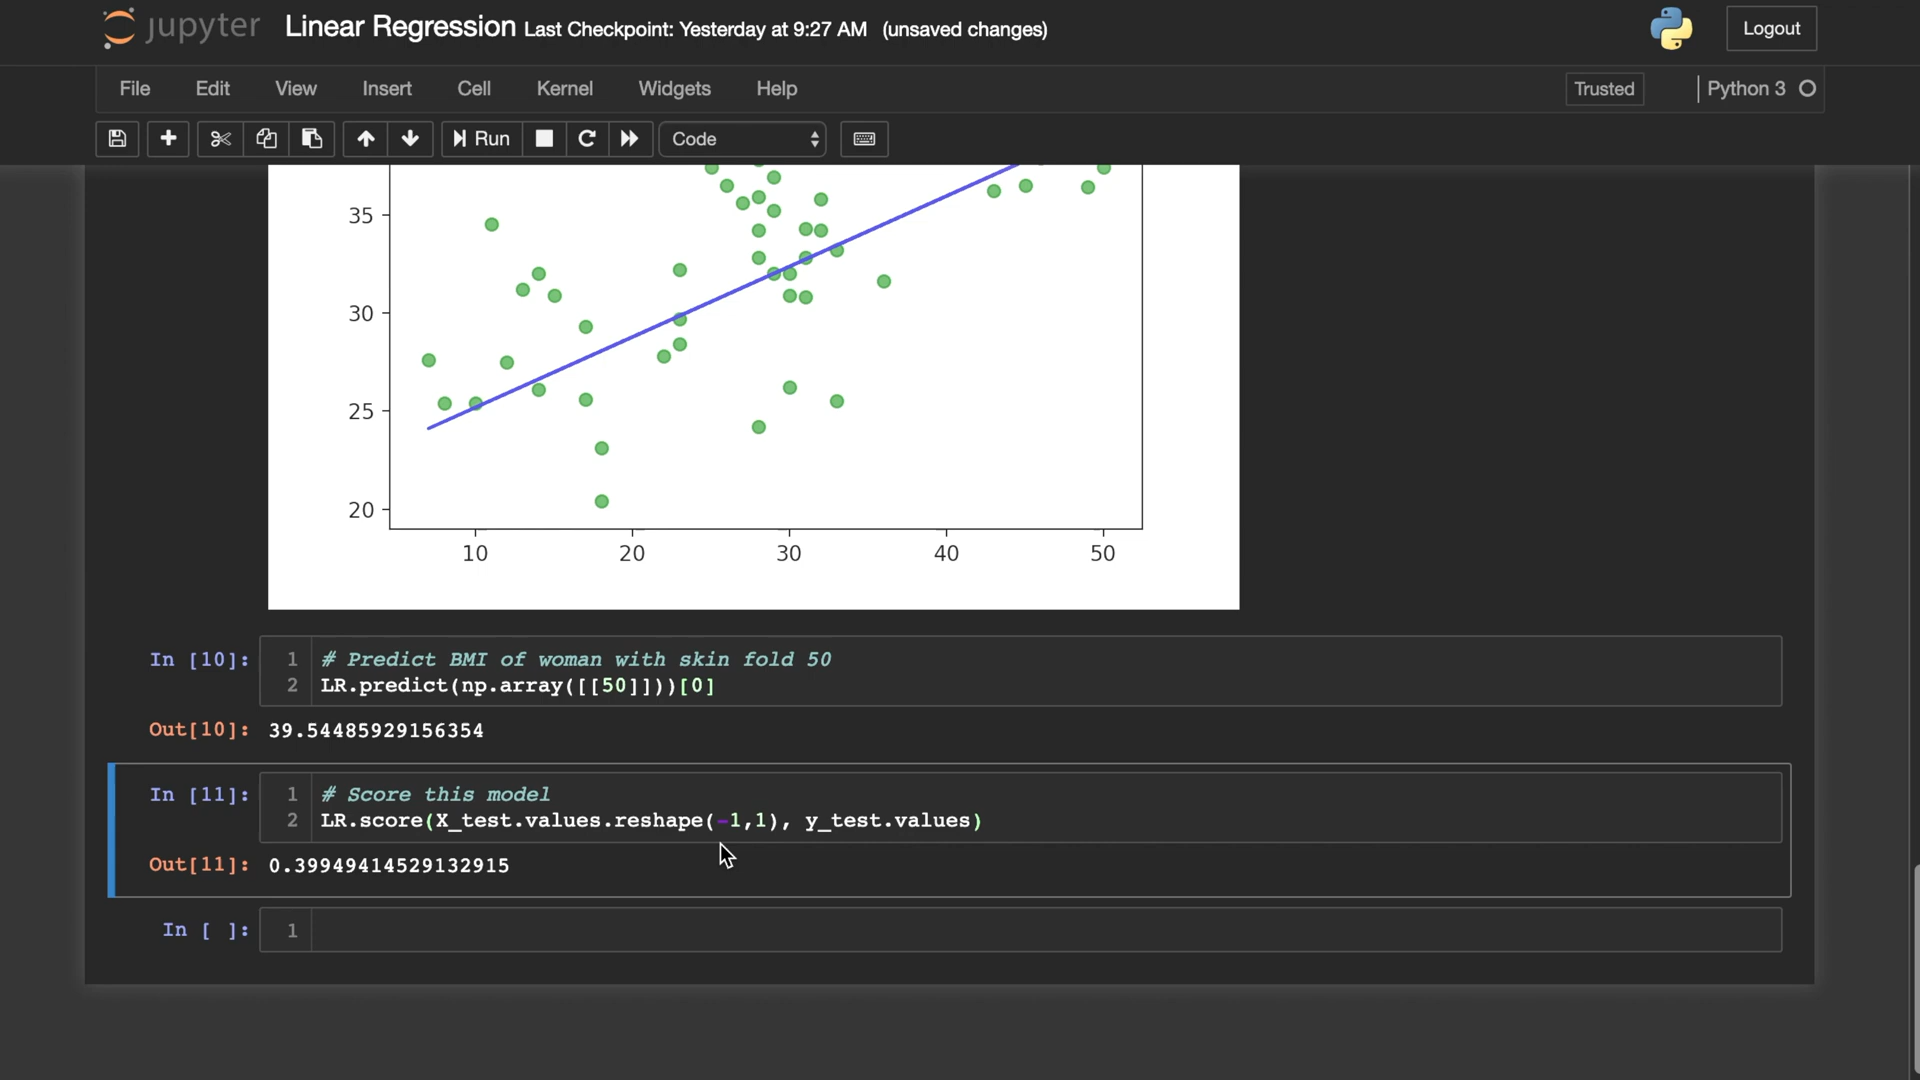 jupyter Linear Regression Last Checkpoint: Yesterday at 9:27 AM (unsaved changes) Logout
File Edit View Insert Cell Kernel Widgets Help Trusted Python 3
Run Code
35
30
25
20
10 20 30 40 50
In [10]: 1 # Predict BMI of woman with skin fold 50
2 LR.predict(np.array([[50]]))[0]
Out[10]: 39.54485929156354
In [11]: 1 # Score this model
2 LR.score(X_test.values.reshape(-1,1), y_test.values)
Out[11]: 0.39949414529132915
In [ ]: 1